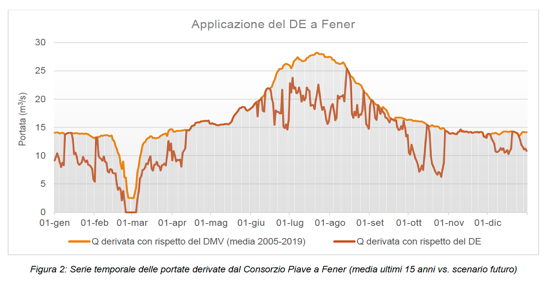 Applicazione del DE a Fener
Portata (m³/s)
30
25
20
15
10
5
0
01-gen 01-feb 01-mar 01-apr 01-mag 01-giu 01-lug 01-ago 01-set 01-ott 01-nov 01-dic
Q derivata con rispetto del DMV (media 2005-2019) Q derivata con rispetto del DE
Figura 2: Serie temporale delle portate derivate dal Consorzio Piave a Fener (media ultimi 15 anni vs. scenario futuro)